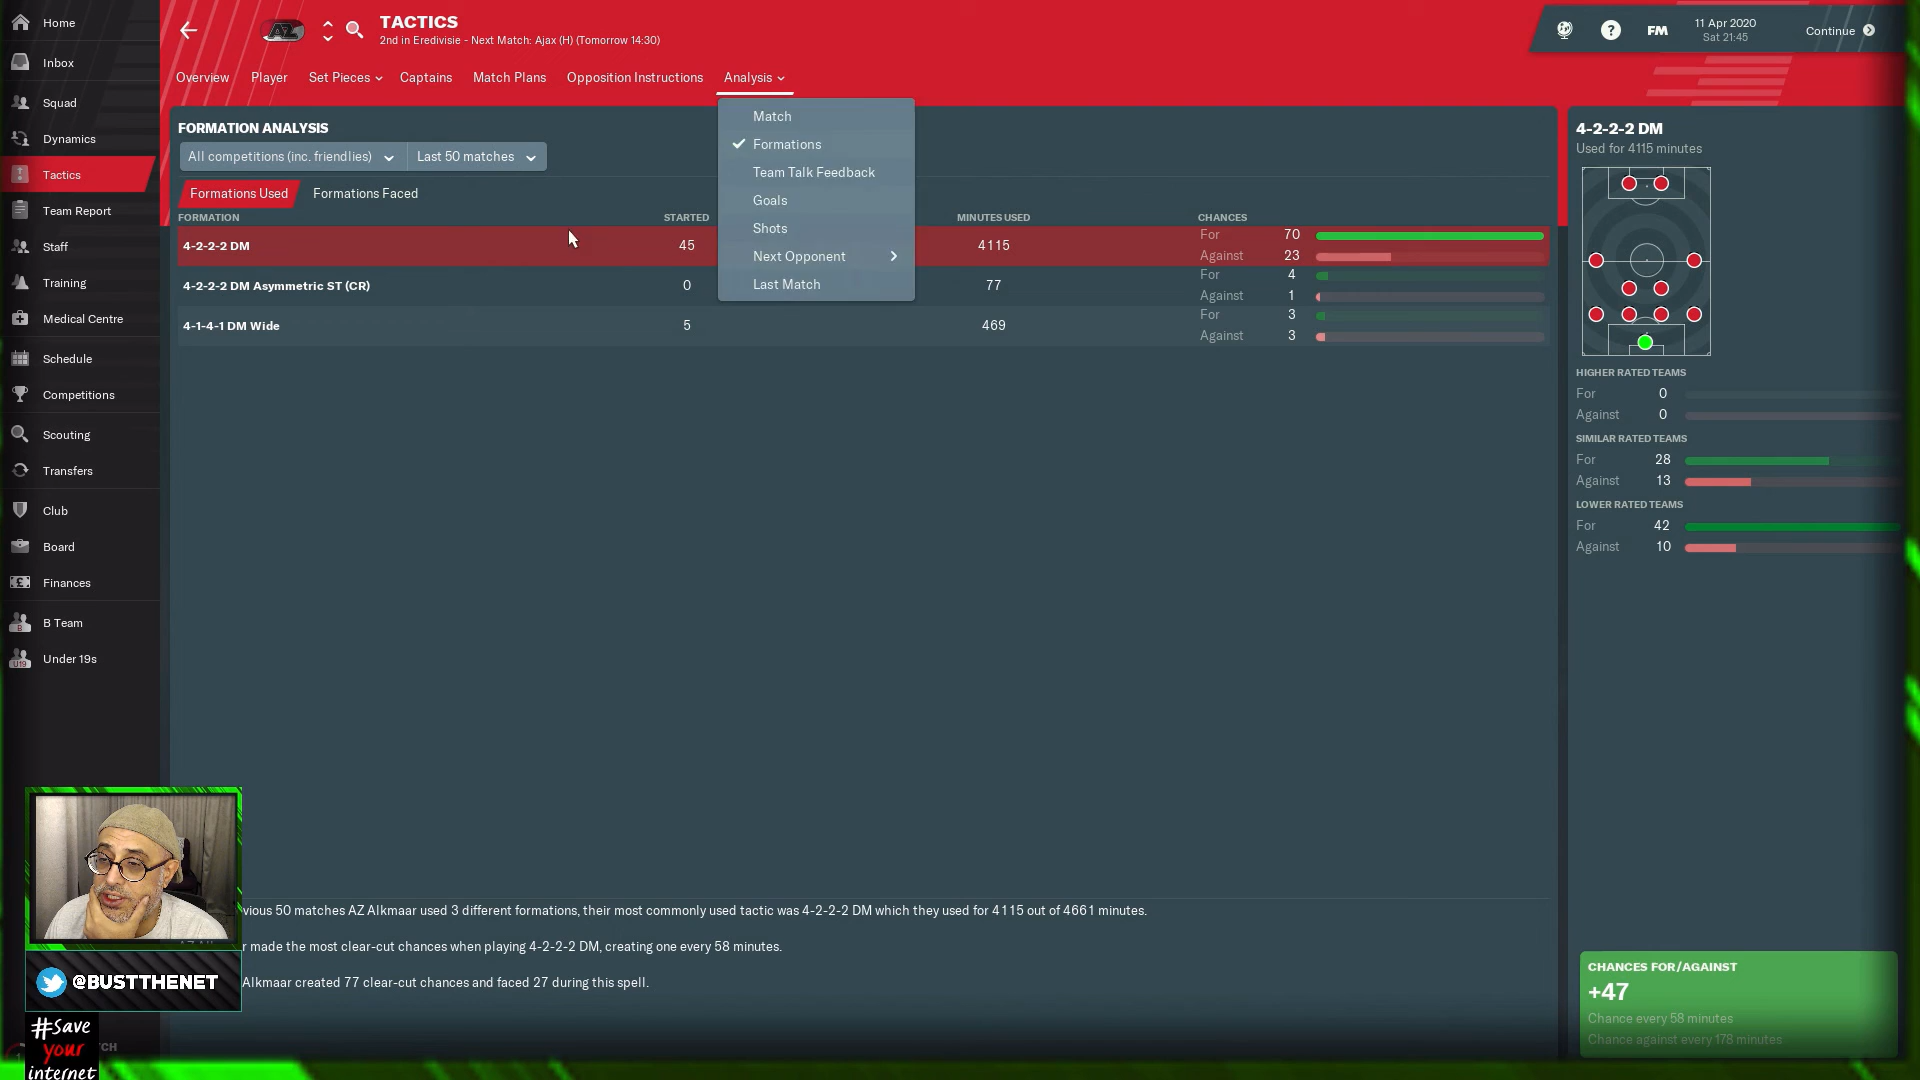 Home
Inbox
Squad
Dynamics
Tactics
Team Report
Staff
Training
Medical Centre
Schedule
Competitions
Scouting
Transfers
Club
Board
Finances
B Team
Under 19s
AZ
TACTICS
2nd in Eredivisie - Next Match: Ajax (H) (Tomorrow 14:30)
? FM 11 Apr 2020
Sat 21:45
Continue
Overview Player Set Pieces Captains Match Plans Opposition Instructions Analysis
Match
Formations
Team Talk Feedback
Goals
Shots
Next Opponent
Last Match
FORMATION ANALYSIS
All competitions (inc. friendlies) Last 50 matches
Formations Used Formations Faced
FORMATION STARTED MINUTES USED CHANCES
4-2-2-2 DM 45 4115 For 70
Against 23
4-2-2-2 DM Asymmetric ST (CR) 0 77 For 4
Against 1
4-1-4-1 DM Wide 5 469 For 3
Against 3
4-2-2-2 DM
Used for 4115 minutes
HIGHER RATED TEAMS
For 0
Against 0
SIMILAR RATED TEAMS
For 28
Against 13
LOWER RATED TEAMS
For 42
Against 10
CHANCES FOR/AGAINST
+47
Chance every 58 minutes
Chance against every 178 minutes
vious 50 matches AZ Alkmaar used 3 different formations, their most commonly used tactic was 4-2-2-2 DM which they used for 4115 out of 4661 minutes.
r made the most clear-cut chances when playing 4-2-2-2 DM, creating one every 58 minutes.
Alkmaar created 77 clear-cut chances and faced 27 during this spell.
@BUSTTHENET
#Save
your
internet